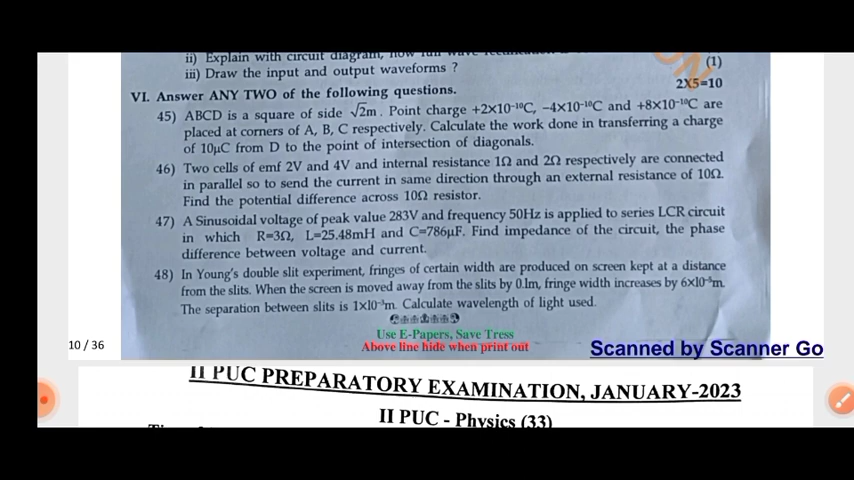 ii) Explain with circuit diagram, how full wave
iii) Draw the input and output waveforms ?
(1)
2X5=10
VI. Answer ANY TWO of the following questions.
45) ABCD is a square of side √2m. Point charge +2×10⁻¹⁰C, −4×10⁻¹⁰C and +8×10⁻¹⁰C are
placed at corners of A, B, C respectively. Calculate the work done in transferring a charge
of 10μC from D to the point of intersection of diagonals.
46) Two cells of emf 2V and 4V and internal resistance 1Ω and 2Ω respectively are connected
in parallel so to send the current in same direction through an external resistance of 10Ω.
Find the potential difference across 10Ω resistor.
47) A Sinusoidal voltage of peak value 283V and frequency 50Hz is applied to series LCR circuit
in which R=3Ω, L=25.48mH and C=786μF. Find impedance of the circuit, the phase
difference between voltage and current.
48) In Young's double slit experiment, fringes of certain width are produced on screen kept at a distance
from the slits. When the screen is moved away from the slits by 0.1m, fringe width increases by
The separation between slits is 1×10⁻³m. Calculate wavelength of light used.
Use E-Papers, Save Tress
Above line hide when print out
10 / 36
Scanned by Scanner Go
II PUC PREPARATORY EXAMINATION, JANUARY-2023
II PUC - Physics (33)